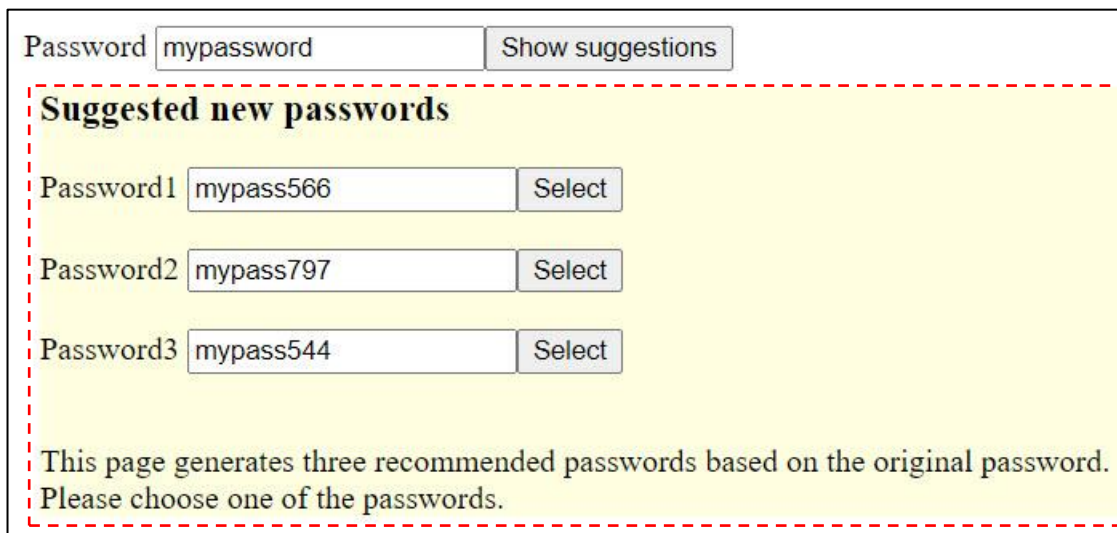 Password mypassword Show suggestions
Suggested new passwords
Password1 mypass566 Select
Password2 mypass797 Select
Password3 mypass544 Select
This page generates three recommended passwords based on the original password.
Please choose one of the passwords.